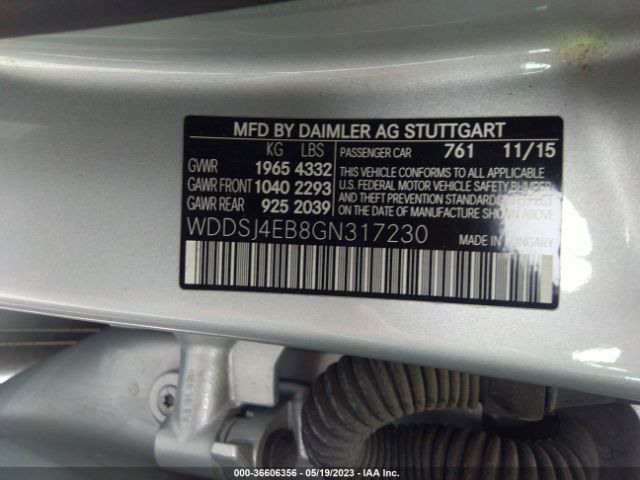 MFD BY DAIMLER AG STUTTGART
KG LBS
GVWR 1965 4332
GAWR FRONT 1040 2293
GAWR REAR 925 2039
PASSENGER CAR 761 11/15
THIS VEHICLE CONFORMS TO ALL APPLICABLE
U.S. FEDERAL MOTOR VEHICLE SAFETY, BUMPER,
AND THEFT PREVENTION STANDARDS IN EFFECT
ON THE DATE OF MANUFACTURE SHOWN ABOVE.
WDDSJ4EB8GN317230
MADE IN HUNGARY
000-36606356 - 05/19/2023 - IAA Inc.